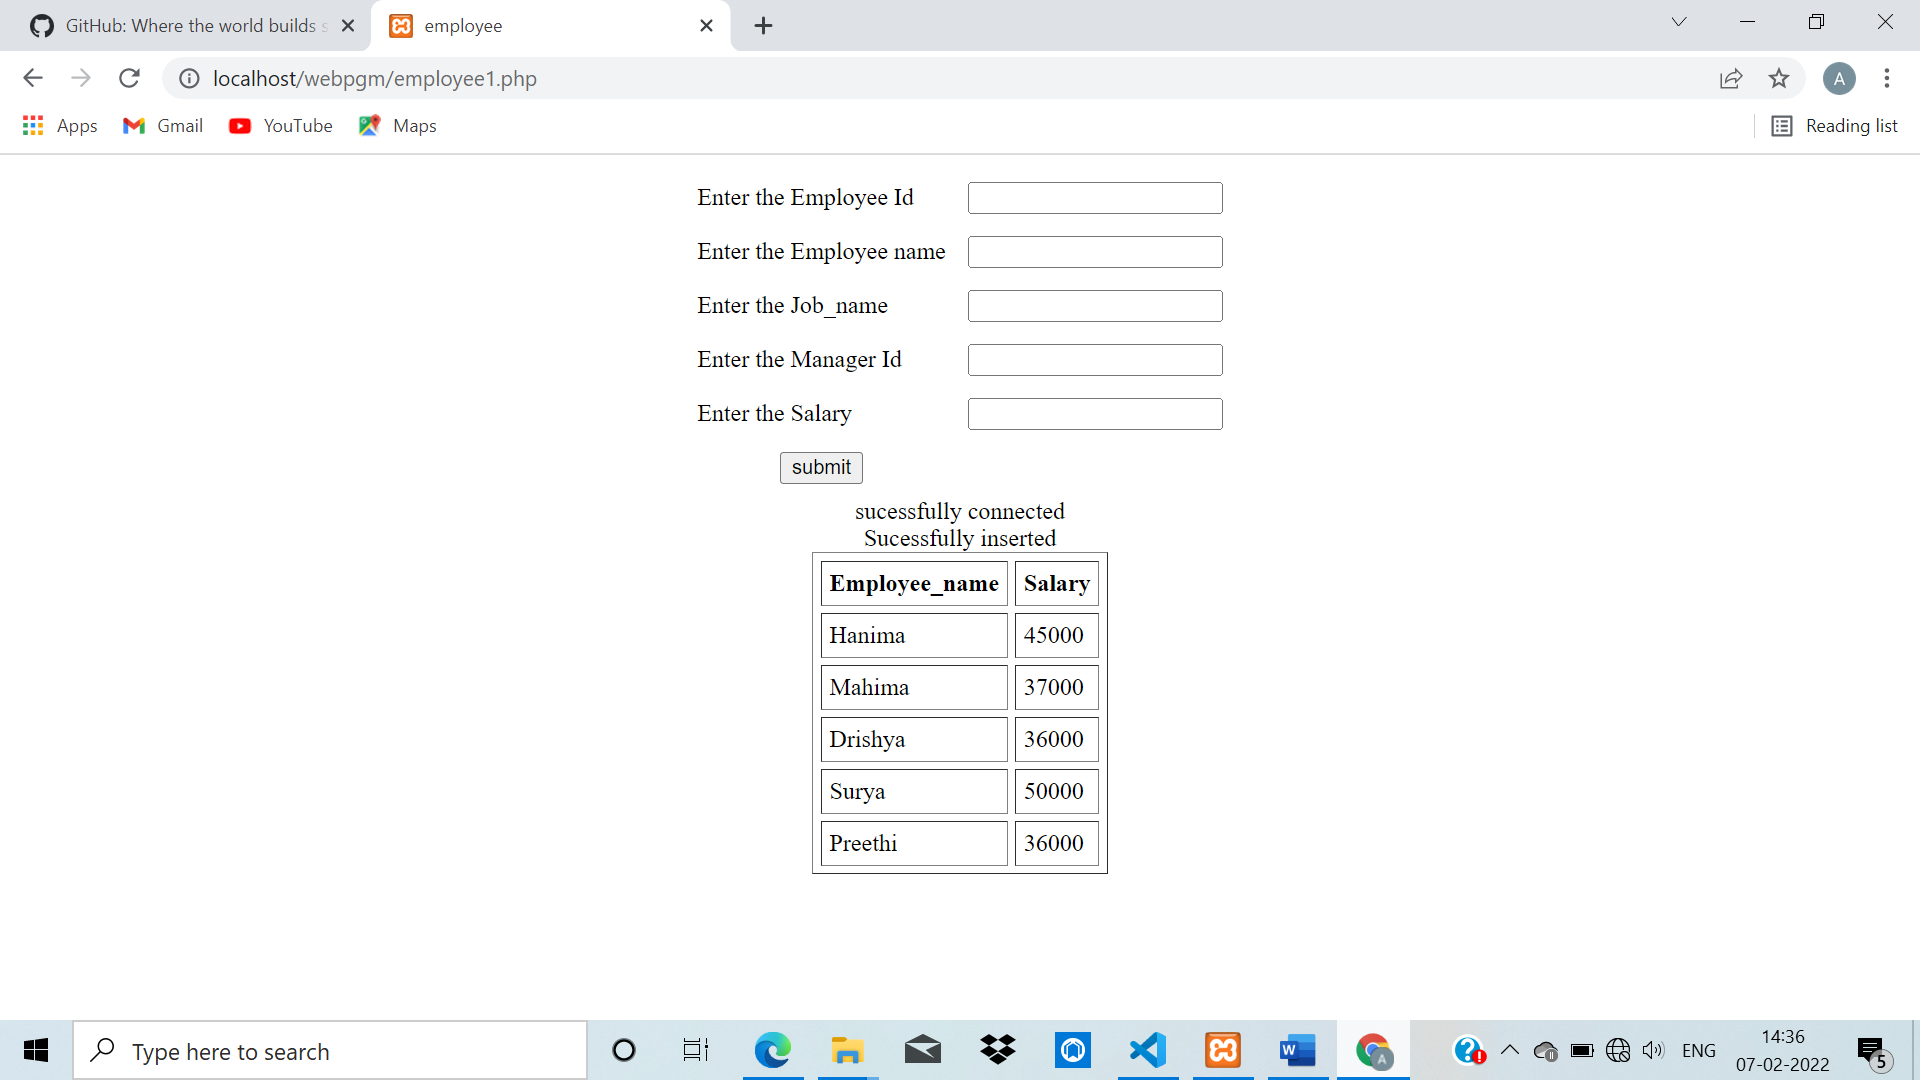 GitHub: Where the world builds s
employee
localhost/webpgm/employee1.php
A
Apps
Gmail
YouTube
Maps
Reading list
Enter the Employee Id
Enter the Employee name
Enter the Job_name
Enter the Manager Id
Enter the Salary
submit
sucessfully connected
Sucessfully inserted
Employee_name Salary
Hanima 45000
Mahima 37000
Drishya 36000
Surya 50000
Preethi 36000
Type here to search
W
A
ENG
14:36
07-02-2022
5